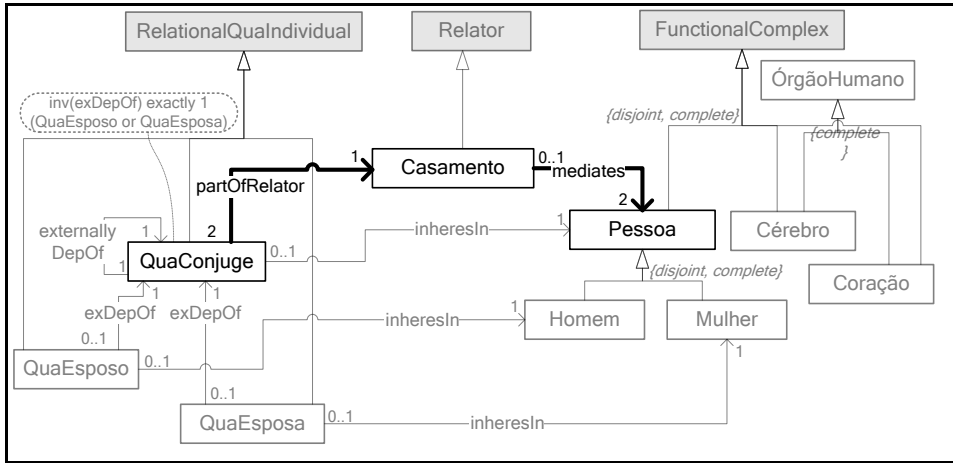 RelationalQuaIndividual
Relator
FunctionalComplex
ÓrgãoHumano
inv(exDepOf) exactly 1
(QuaEsposo or QuaEsposa)
{disjoint, complete}
{complete
}
1
Casamento
0..1
mediates
partOfRelator
2
externally
DepOf
1
1
2
QuaConjuge
0..1
inheresIn
1
Pessoa
Cérebro
{disjoint, complete}
Coração
1
1
exDepOf
exDepOf
inheresIn
1
Homem
Mulher
0..1
QuaEsposo
0..1
1
0..1
QuaEsposa
0..1
inheresIn